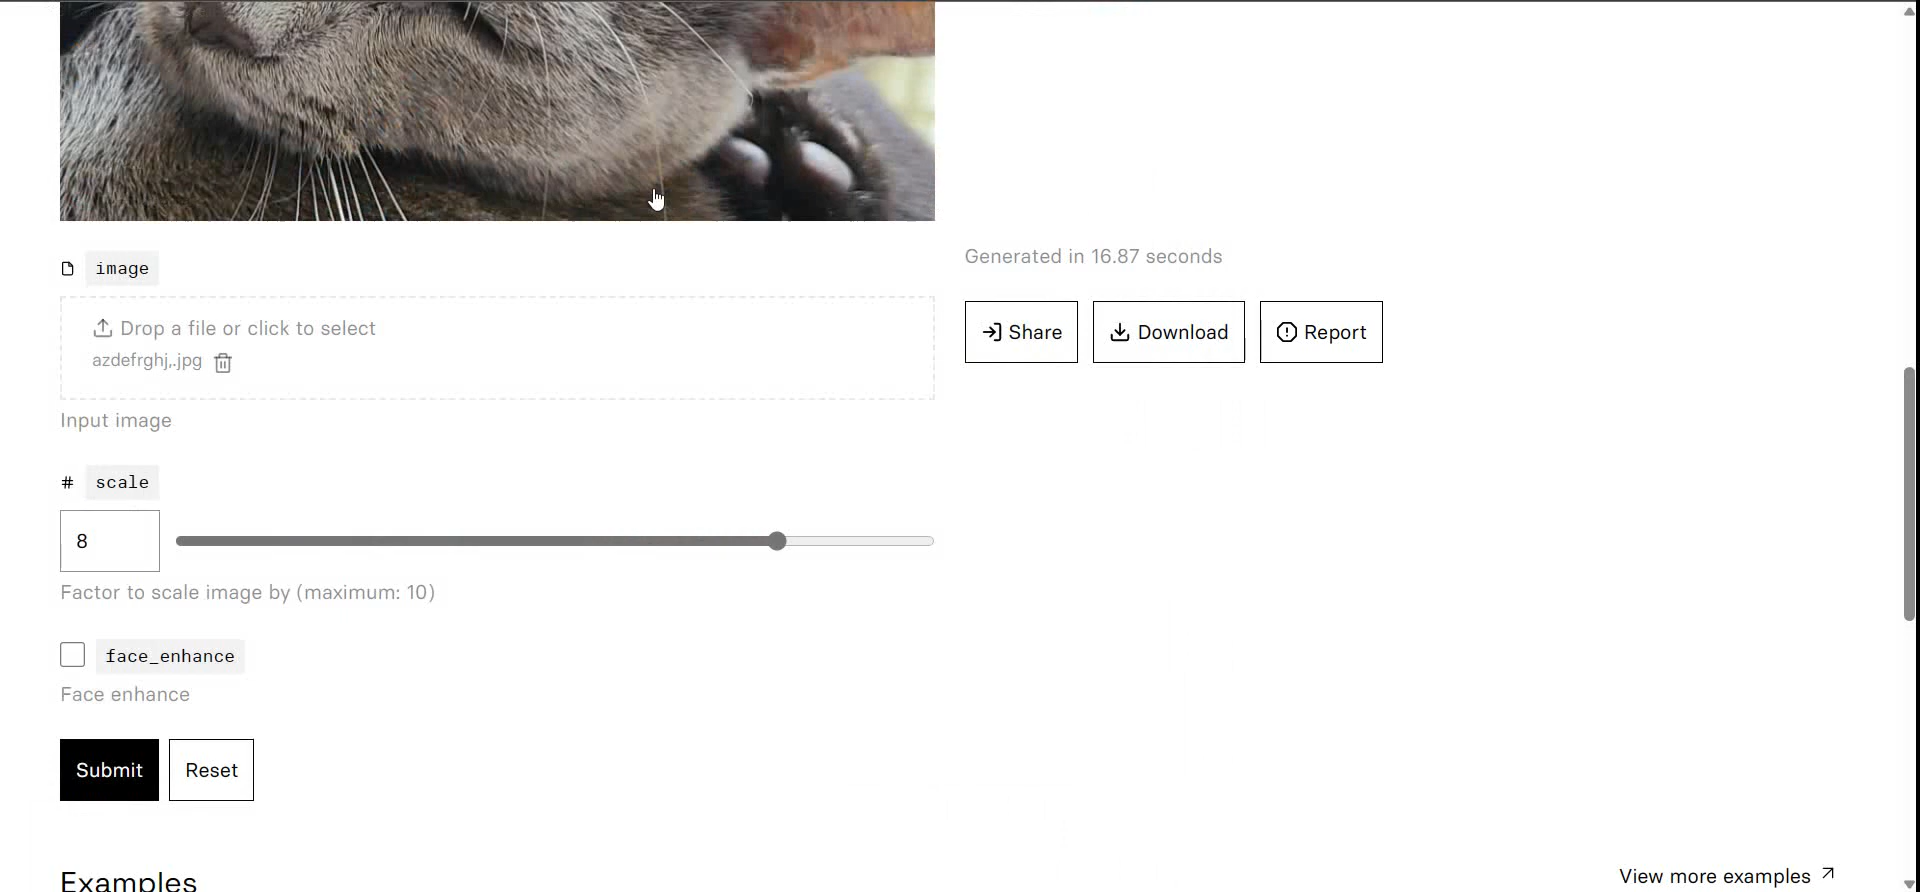 image
Drop a file or click to select
azdefrghj,.jpg
Input image
# scale
8
Factor to scale image by (maximum: 10)
face_enhance
Face enhance
Submit Reset
Generated in 16.87 seconds
Share Download Report
Examples
View more examples